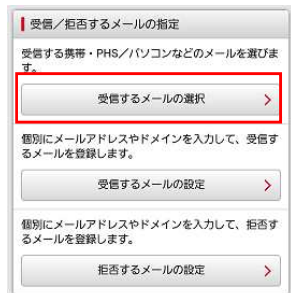 受信／拒否するメールの指定
受信する携帯・PHS／パソコンなどのメールを選びま
す。
受信するメールの選択
個別にメールアドレスやドメインを入力して、受信す
るメールを登録します。
受信するメールの設定
個別にメールアドレスやドメインを入力して、拒否す
るメールを登録します。
拒否するメールの設定